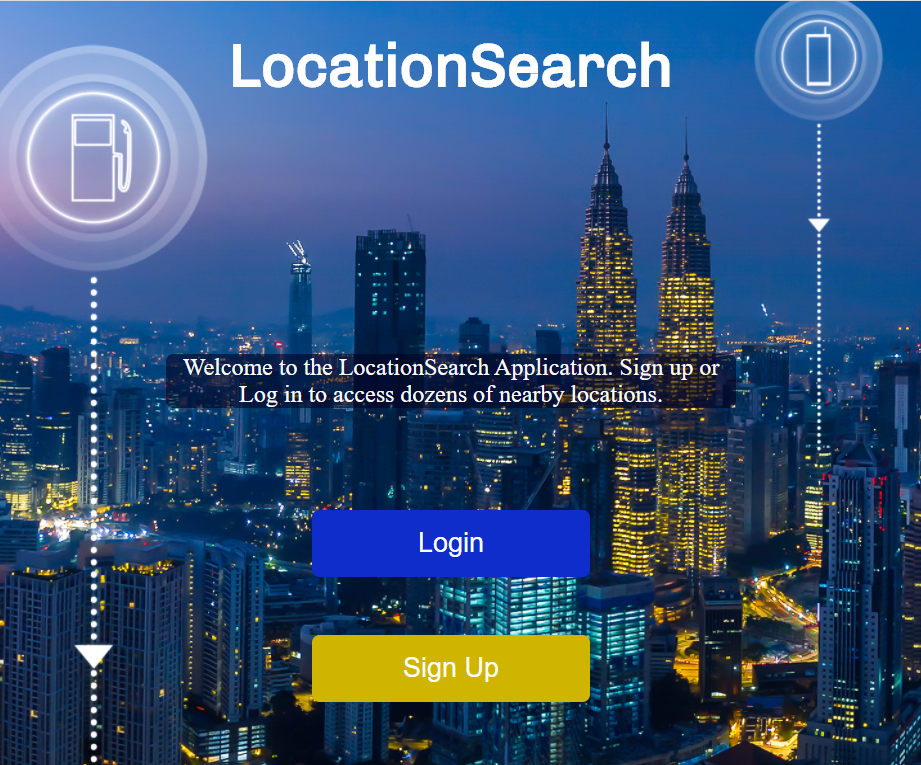 LocationSearch
Welcome to the LocationSearch Application. Sign up or
Log in to access dozens of nearby locations.
Login
Sign Up